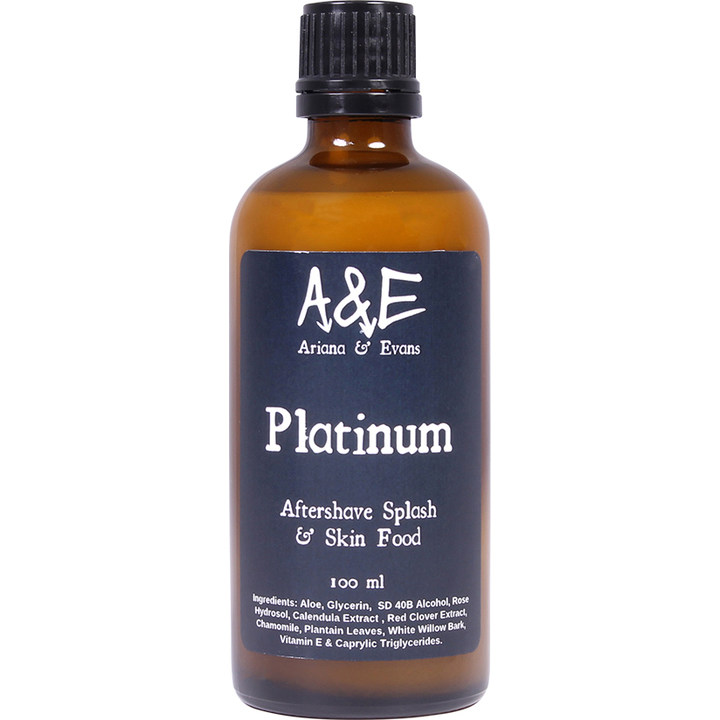 A&E
Ariana & Evans
Platinum
Aftershave Splash
& Skin Food
100 ml
Ingredients: Aloe, Glycerin, SD 40B Alcohol, Rose
Hydrosol, Calendula Extract , Red Clover Extract,
Chamomile, Plantain Leaves, White Willow Bark,
Vitamin E & Caprylic Triglycerides.